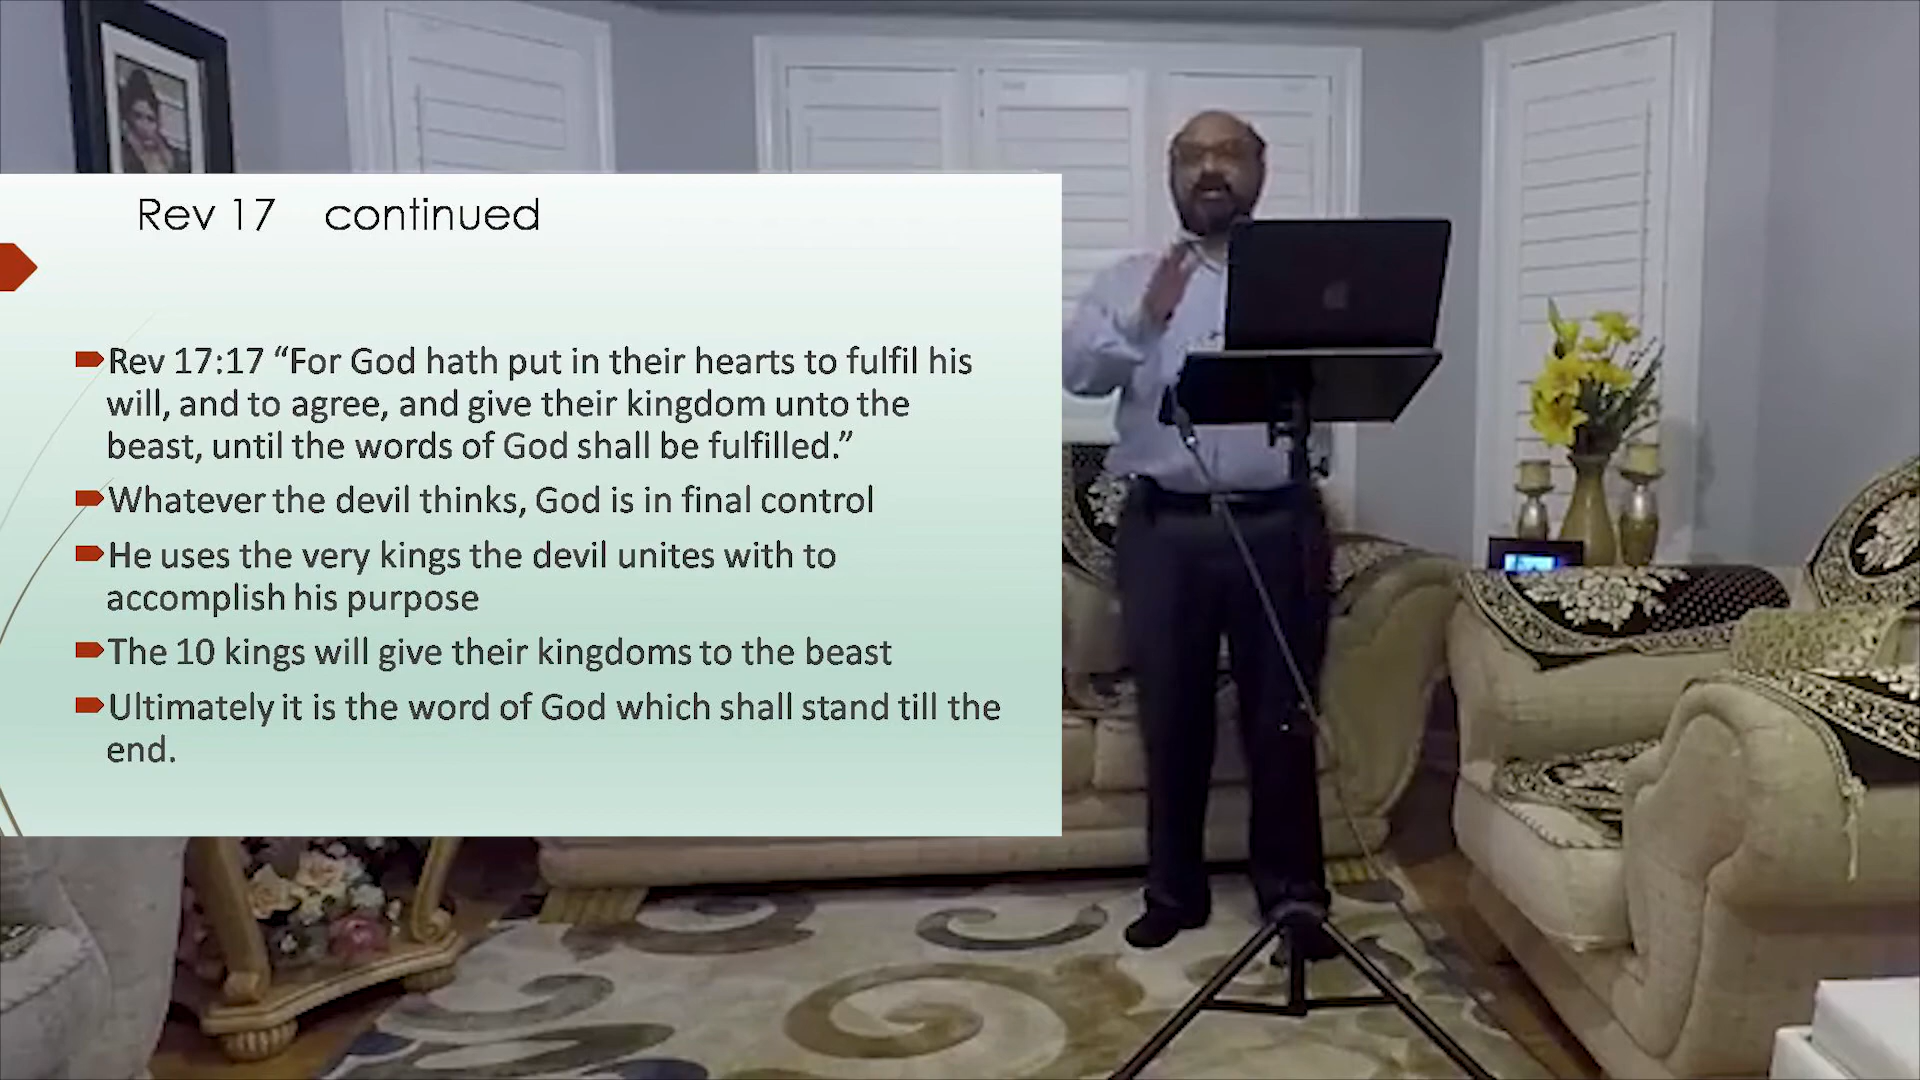 Rev 17 continued
Rev 17:17 “For God hath put in their hearts to fulfil his
will, and to agree, and give their kingdom unto the
beast, until the words of God shall be fulfilled.”
Whatever the devil thinks, God is in final control
He uses the very kings the devil unites with to
accomplish his purpose
The 10 kings will give their kingdoms to the beast
Ultimately it is the word of God which shall stand till the
end.